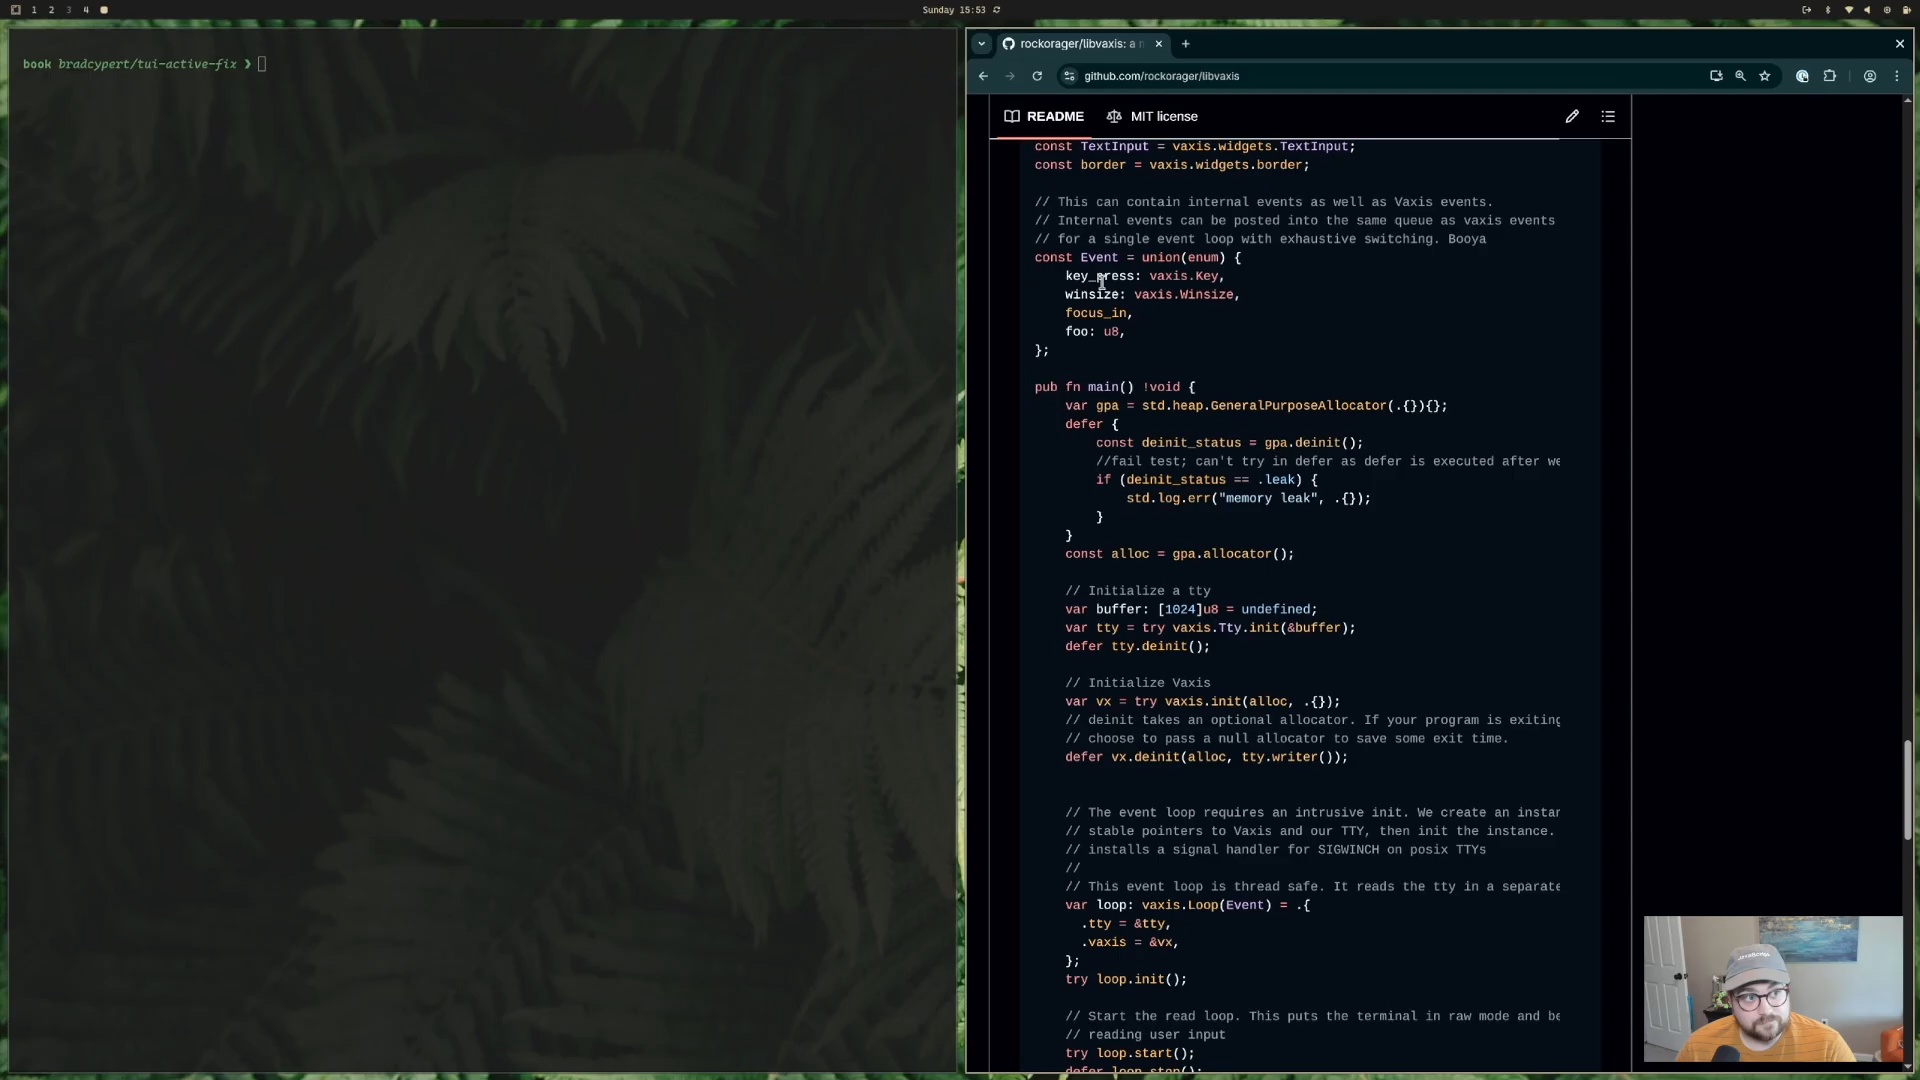 1 2 3 4
Sunday 15:53
book bradcypert/tui-active-fix ❯
rockorager/libvaxis: a
github.com/rockorager/libvaxis
README
MIT license
const TextInput = vaxis.widgets.TextInput;
const border = vaxis.widgets.border;
// This can contain internal events as well as Vaxis events.
// Internal events can be posted into the same queue as vaxis events
// for a single event loop with exhaustive switching. Booya
const Event = union(enum) {
key_press: vaxis.Key,
winsize: vaxis.Winsize,
focus_in,
foo: u8,
};
pub fn main() !void {
var gpa = std.heap.GeneralPurposeAllocator(.{}){};
defer {
const deinit_status = gpa.deinit();
//fail test; can't try in defer as defer is executed after we
if (deinit_status == .leak) {
std.log.err("memory leak", .{});
}
}
const alloc = gpa.allocator();
// Initialize a tty
var buffer: [1024]u8 = undefined;
var tty = try vaxis.Tty.init(&buffer);
defer tty.deinit();
// Initialize Vaxis
var vx = try vaxis.init(alloc, .{});
// deinit takes an optional allocator. If your program is exiting
// choose to pass a null allocator to save some exit time.
defer vx.deinit(alloc, tty.writer());
// The event loop requires an intrusive init. We create an instan
// stable pointers to Vaxis and our TTY, then init the instance.
// installs a signal handler for SIGWINCH on posix TTYs
//
// This event loop is thread safe. It reads the tty in a separate
var loop: vaxis.Loop(Event) = .{
.tty = &tty,
.vaxis = &vx,
};
try loop.init();
// Start the read loop. This puts the terminal in raw mode and be
// reading user input
try loop.start();
defer loop.stop();
JavaScript